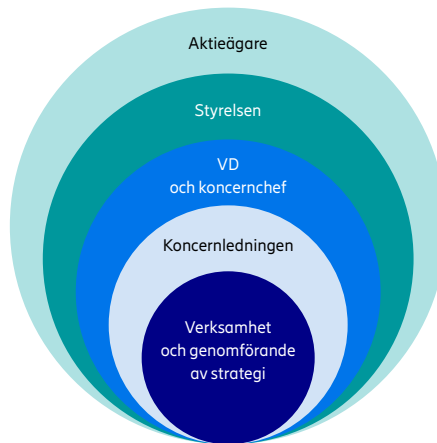 Aktieägare
Styrelsen
VD
och koncernchef
Koncernledningen
Verksamhet
och genomförande
av strategi